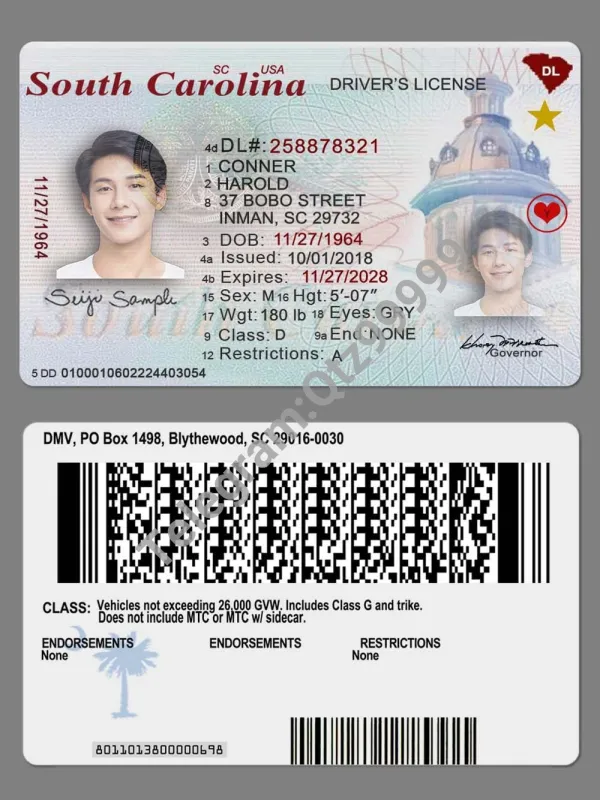 SC USA
South Carolina DRIVER'S LICENSE
DL
4d DL#: 258878321
1 CONNER
2 HAROLD
8 37 BOBO STREET
INMAN, SC 29732
11/27/1964
3 DOB: 11/27/1964
4a Issued: 10/01/2018
4b Expires: 11/27/2028
15 Sex: M 16 Hgt: 5'-07"
17 Wgt: 180 lb 18 Eyes: GRY
9 Class: D 9a End: NONE
12 Restrictions: A
Seiji Sample
Governor
5 DD 0100010602224403054
DMV, PO Box 1498, Blythewood, SC 29016-0030
CLASS: Vehicles not exceeding 26,000 GVW. Includes Class G and trike.
Does not include MTC or MTC w/ sidecar.
ENDORSEMENTS ENDORSEMENTS RESTRICTIONS
None None
8011013800000698